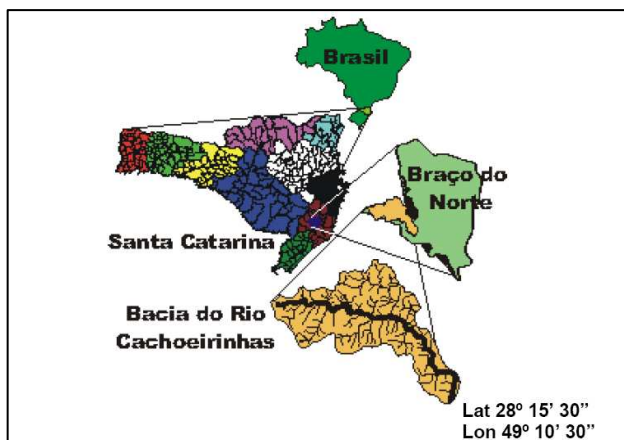 Brasil
Braço do
Norte
Santa Catarina
Bacia do Rio
Cachoeirinhas
Lat 28º 15’ 30”
Lon 49º 10’ 30”